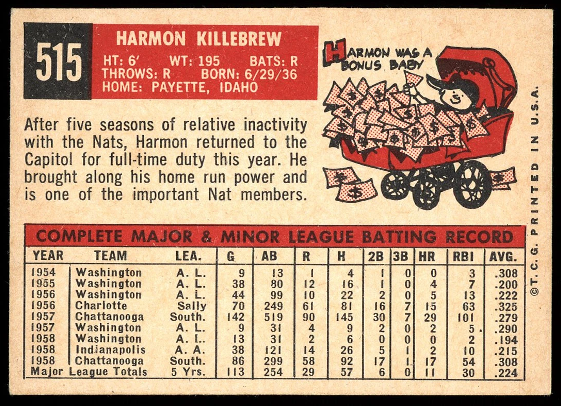 515
HARMON KILLEBREW
HT: 6' WT: 195 BATS: R
THROWS: R BORN: 6/29/36
HOME: PAYETTE, IDAHO
After five seasons of relative inactivity
with the Nats, Harmon returned to the
Capitol for full-time duty this year. He
brought along his home run power and
is one of the important Nat members.
HARMON WAS A
BONUS BABY
©T.C.G. PRINTED IN U.S.A.
COMPLETE MAJOR & MINOR LEAGUE BATTING RECORD
YEAR TEAM LEA. G AB R H 2B 3B HR RBI AVG.
1954 Washington A. L. 9 13 1 4 1 0 0 3 .308
1955 Washington A. L. 38 80 12 16 1 0 4 7 .200
1956 Washington A. L. 44 99 10 22 2 0 5 13 .222
1956 Charlotte Sally 70 249 61 81 16 7 15 63 .325
1957 Chattanooga South. 142 519 90 145 30 7 29 101 .279
1957 Washington A. L. 9 31 4 9 2 0 2 5 .290
1958 Washington A. L. 13 31 2 6 0 0 0 2 .194
1958 Indianapolis A. A. 38 121 14 26 5 1 2 10 .215
1958 Chattanooga South. 86 299 58 92 17 1 17 54 .308
Major League Totals 5 Yrs. 113 254 29 57 6 0 11 30 .224